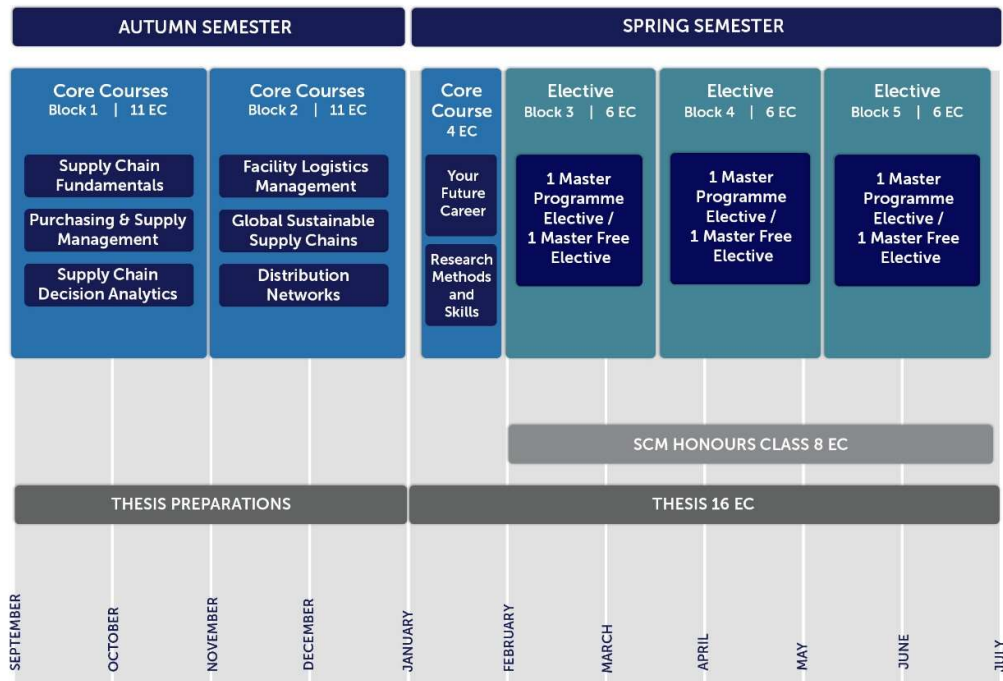 AUTUMN SEMESTER
SPRING SEMESTER
Core Courses
Block 1 | 11 EC
Supply Chain
Fundamentals
Purchasing & Supply
Management
Supply Chain
Decision Analytics
Core Courses
Block 2 | 11 EC
Facility Logistics
Management
Global Sustainable
Supply Chains
Distribution
Networks
Core
Course
4 EC
Your
Future
Career
Research
Methods
and
Skills
Elective
Block 3 | 6 EC
1 Master
Programme
Elective /
1 Master Free
Elective
Elective
Block 4 | 6 EC
1 Master
Programme
Elective /
1 Master Free
Elective
Elective
Block 5 | 6 EC
1 Master
Programme
Elective /
1 Master Free
Elective
SCM HONOURS CLASS 8 EC
THESIS PREPARATIONS
THESIS 16 EC
SEPTEMBER
OCTOBER
NOVEMBER
DECEMBER
JANUARY
FEBRUARY
MARCH
APRIL
MAY
JUNE
JULY